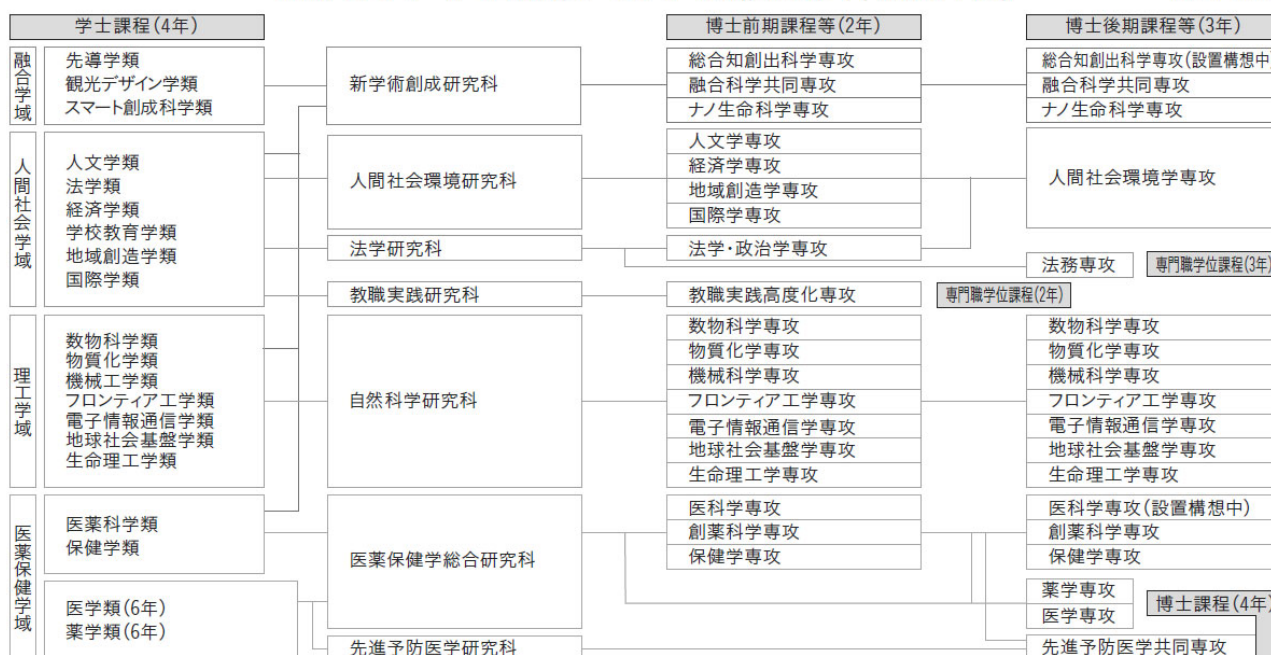 学士課程(4年)
博士前期課程等(2年)
博士後期課程等(3年)
融合学域
先導学類
観光デザイン学類
スマート創成科学類
新学術創成研究科
総合知創出科学専攻
融合科学共同専攻
ナノ生命科学専攻
総合知創出科学専攻(設置構想中)
融合科学共同専攻
ナノ生命科学専攻
人間社会学域
人文学類
法学類
経済学類
学校教育学類
地域創造学類
国際学類
人間社会環境研究科
人文学専攻
経済学専攻
地域創造学専攻
国際学専攻
人間社会環境学専攻
法学研究科
法学・政治学専攻
法務専攻
専門職学位課程(3年)
教職実践研究科
教職実践高度化専攻
専門職学位課程(2年)
理工学域
数物科学類
物質化学類
機械工学類
フロンティア工学類
電子情報通信学類
地球社会基盤学類
生命理工学類
自然科学研究科
数物科学専攻
物質化学専攻
機械科学専攻
フロンティア工学専攻
電子情報通信学専攻
地球社会基盤学専攻
生命理工学専攻
数物科学専攻
物質化学専攻
機械科学専攻
フロンティア工学専攻
電子情報通信学専攻
地球社会基盤学専攻
生命理工学専攻
医薬保健学域
医薬科学類
保健学類
医学類(6年)
薬学類(6年)
医薬保健学総合研究科
医科学専攻
創薬科学専攻
保健学専攻
医科学専攻(設置構想中)
創薬科学専攻
保健学専攻
薬学専攻
医学専攻
博士課程(4年)
先進予防医学研究科
先進予防医学共同専攻